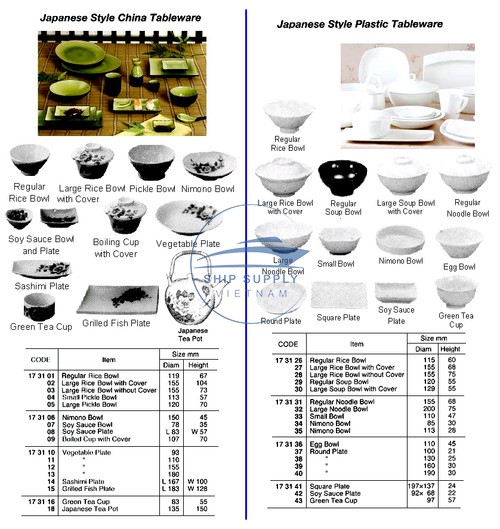 Japanese Style China Tableware
Regular
Rice Bowl
Large Rice Bowl
with Cover
Pickle Bowl
Nimono Bowl
Soy Sauce Bowl
and Plate
Boiling Cup
with Cover
Vegetable Plate
Sashimi Plate
Green Tea Cup
Grilled Fish Plate
Japanese
Tea Pot
CODE Item Size mm
Diam Height
17 31 01 Regular Rice Bowl 119 67
02 Large Rice Bowl with Cover 155 104
03 Large Rice Bowl without Cover 155 73
04 Small Pickle Bowl 113 57
05 Large Pickle Bowl 120 70
17 31 06 Nimono Bowl 150 45
07 Soy Sauce Bowl 78 35
08 Soy Sauce Plate L 83 W 57
09 Boiled Cup with Cover 107 70
17 31 10 Vegetable Plate 93
11 " 110
12 " 155
13 " 180
14 Sashimi Plate L 167 W 100
15 Grilled Fish Plate L 183 W 128
17 31 16 Green Tea Cup 83 55
18 Japanese Tea Pot 135 150
Japanese Style Plastic Tableware
Regular
Rice Bowl
Large Rice Bowl
with Cover
Regular
Soup Bowl
Large Soup Bowl
with Cover
Regular
Noodle Bowl
Large
Noodle Bowl
Small Bowl
Nimono Bowl
Egg Bowl
Round Plate
Square Plate
Soy Sauce
Plate
Green Tea
Cup
CODE Item Size mm
Diam Height
17 31 26 Regular Rice Bowl 115 60
27 Large Rice Bowl with Cover 155 68
28 Large Rice Bowl without Cover 155 75
29 Regular Soup Bowl 120 55
30 Large Rice Bowl with Cover 129 55
17 31 31 Regular Noodle Bowl 155 68
32 Large Noodle Bowl 200 75
33 Small Bowl 110 47
34 Nimono Bowl 85 30
35 Nimono Bowl 113 28
17 31 36 Egg Bowl 110 45
37 Round Plate 100 21
38 " 130 25
39 " 160 30
40 " 190 30
17 31 41 Square Plate 197×137 24
42 Soy Sauce Plate 92× 68 22
43 Green Tea Cup 97 57
SHIP SUPPLY
VIETNAM